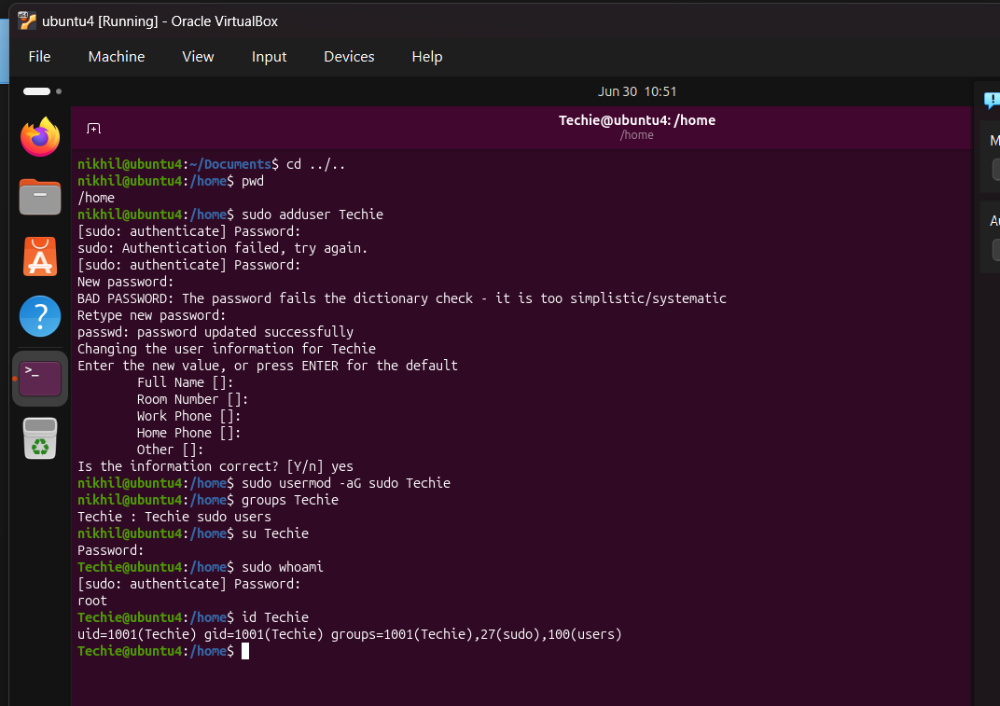 ubuntu4 [Running] - Oracle VirtualBox
File Machine View Input Devices Help
Jun 30 10:51
Techie@ubuntu4: /home
/home
nikhil@ubuntu4:~/Documents$ cd ../..
nikhil@ubuntu4:/home$ pwd
/home
nikhil@ubuntu4:/home$ sudo adduser Techie
[sudo: authenticate] Password:
sudo: Authentication failed, try again.
[sudo: authenticate] Password:
New password:
BAD PASSWORD: The password fails the dictionary check - it is too simplistic/systematic
Retype new password:
passwd: password updated successfully
Changing the user information for Techie
Enter the new value, or press ENTER for the default
Full Name []:
Room Number []:
Work Phone []:
Home Phone []:
Other []:
Is the information correct? [Y/n] yes
nikhil@ubuntu4:/home$ sudo usermod -aG sudo Techie
nikhil@ubuntu4:/home$ groups Techie
Techie : Techie sudo users
nikhil@ubuntu4:/home$ su Techie
Password:
Techie@ubuntu4:/home$ sudo whoami
[sudo: authenticate] Password:
root
Techie@ubuntu4:/home$ id Techie
uid=1001(Techie) gid=1001(Techie) groups=1001(Techie),27(sudo),100(users)
Techie@ubuntu4:/home$